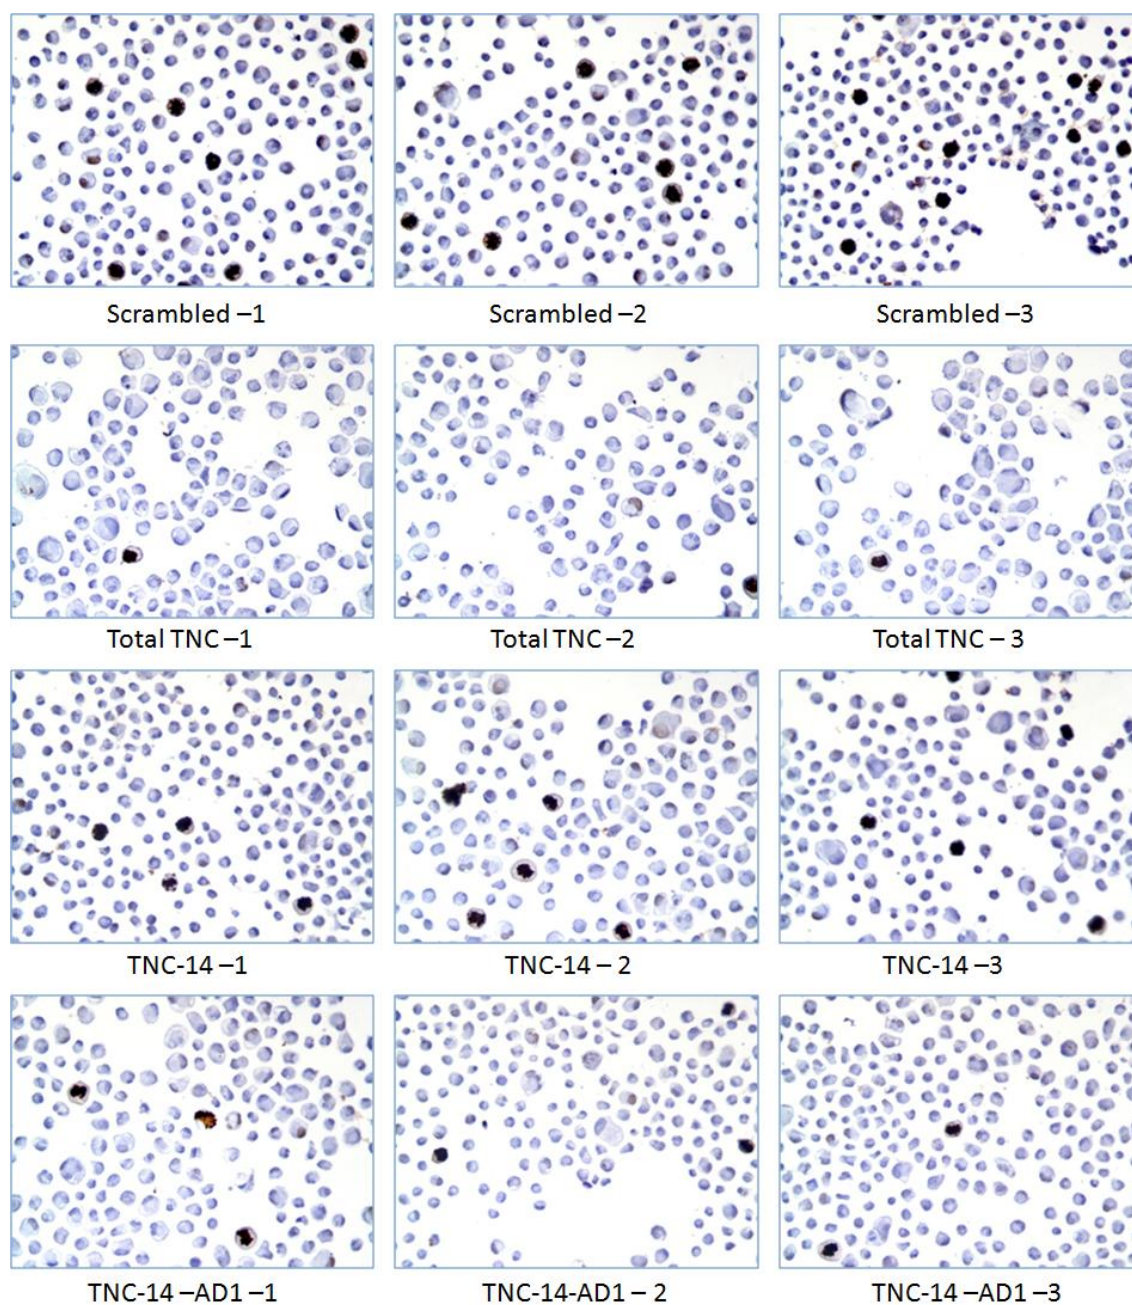 Scrambled –1
Scrambled –2
Scrambled –3
Total TNC –1
Total TNC –2
Total TNC – 3
TNC-14 –1
TNC-14 – 2
TNC-14 –3
TNC-14 –AD1 –1
TNC-14-AD1 – 2
TNC-14 –AD1 –3